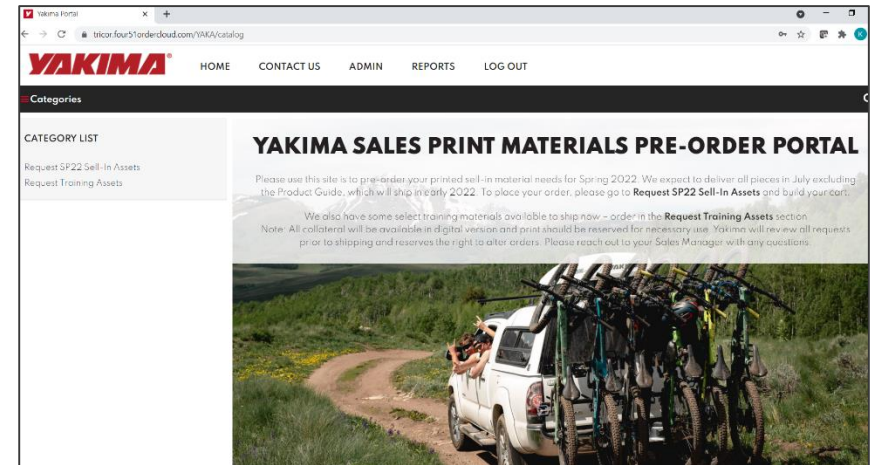 Yakima Portal
tricor.four51ordercloud.com/YAKA/catalog
YAKIMA®
HOME CONTACT US ADMIN REPORTS LOG OUT
Categories
CATEGORY LIST
Request SP22 Sell-In Assets
Request Training Assets
YAKIMA SALES PRINT MATERIALS PRE-ORDER PORTAL
Please use this site is to pre-order your printed sell-in material needs for Spring 2022. We expect to deliver all pieces in July excluding
the Product Guide, which will ship in early 2022. To place your order, please go to Request SP22 Sell-In Assets and build your cart.
We also have some select training materials available to ship now – order in the Request Training Assets section.
Note: All collateral will be available in digital version and print should be reserved for necessary use. Yakima will review all requests
prior to shipping and reserves the right to alter orders. Please reach out to your Sales Manager with any questions.